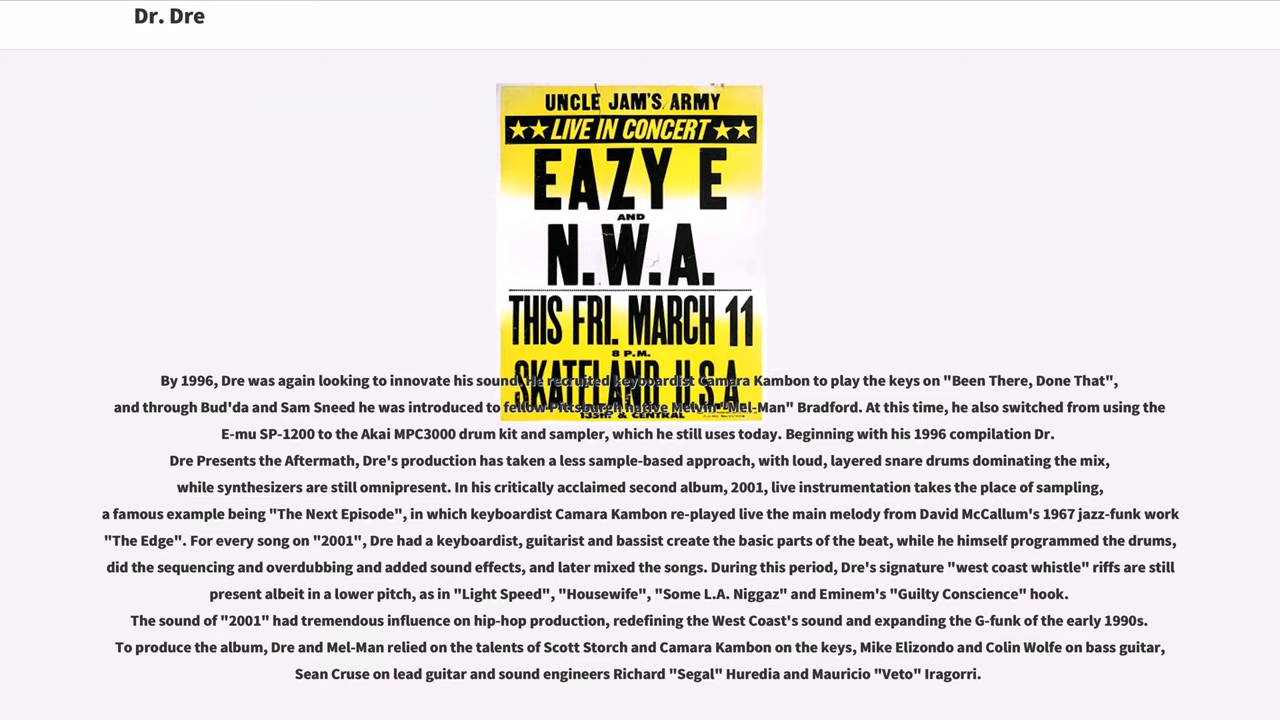 Dr. Dre
UNCLE JAM'S ARMY
★★ LIVE IN CONCERT ★★
EAZY E
AND
N.W.A.
THIS FRI. MARCH 11
8 P.M.
SKATELAND U.S.A.
135th & CENTRAL
By 1996, Dre was again looking to innovate his sound. He recruited keyboardist Camara Kambon to play the keys on "Been There, Done That",
and through Bud'da and Sam Sneed he was introduced to fellow Pittsburgh native Melvin "Mel-Man" Bradford. At this time, he also switched from using the
E-mu SP-1200 to the Akai MPC3000 drum kit and sampler, which he still uses today. Beginning with his 1996 compilation Dr.
Dre Presents the Aftermath, Dre's production has taken a less sample-based approach, with loud, layered snare drums dominating the mix,
while synthesizers are still omnipresent. In his critically acclaimed second album, 2001, live instrumentation takes the place of sampling,
a famous example being "The Next Episode", in which keyboardist Camara Kambon re-played live the main melody from David McCallum's 1967 jazz-funk work
"The Edge". For every song on "2001", Dre had a keyboardist, guitarist and bassist create the basic parts of the beat, while he himself programmed the drums,
did the sequencing and overdubbing and added sound effects, and later mixed the songs. During this period, Dre's signature "west coast whistle" riffs are still
present albeit in a lower pitch, as in "Light Speed", "Housewife", "Some L.A. Niggaz" and Eminem's "Guilty Conscience" hook.
The sound of "2001" had tremendous influence on hip-hop production, redefining the West Coast's sound and expanding the G-funk of the early 1990s.
To produce the album, Dre and Mel-Man relied on the talents of Scott Storch and Camara Kambon on the keys, Mike Elizondo and Colin Wolfe on bass guitar,
Sean Cruse on lead guitar and sound engineers Richard "Segal" Huredia and Mauricio "Veto" Iragorri.